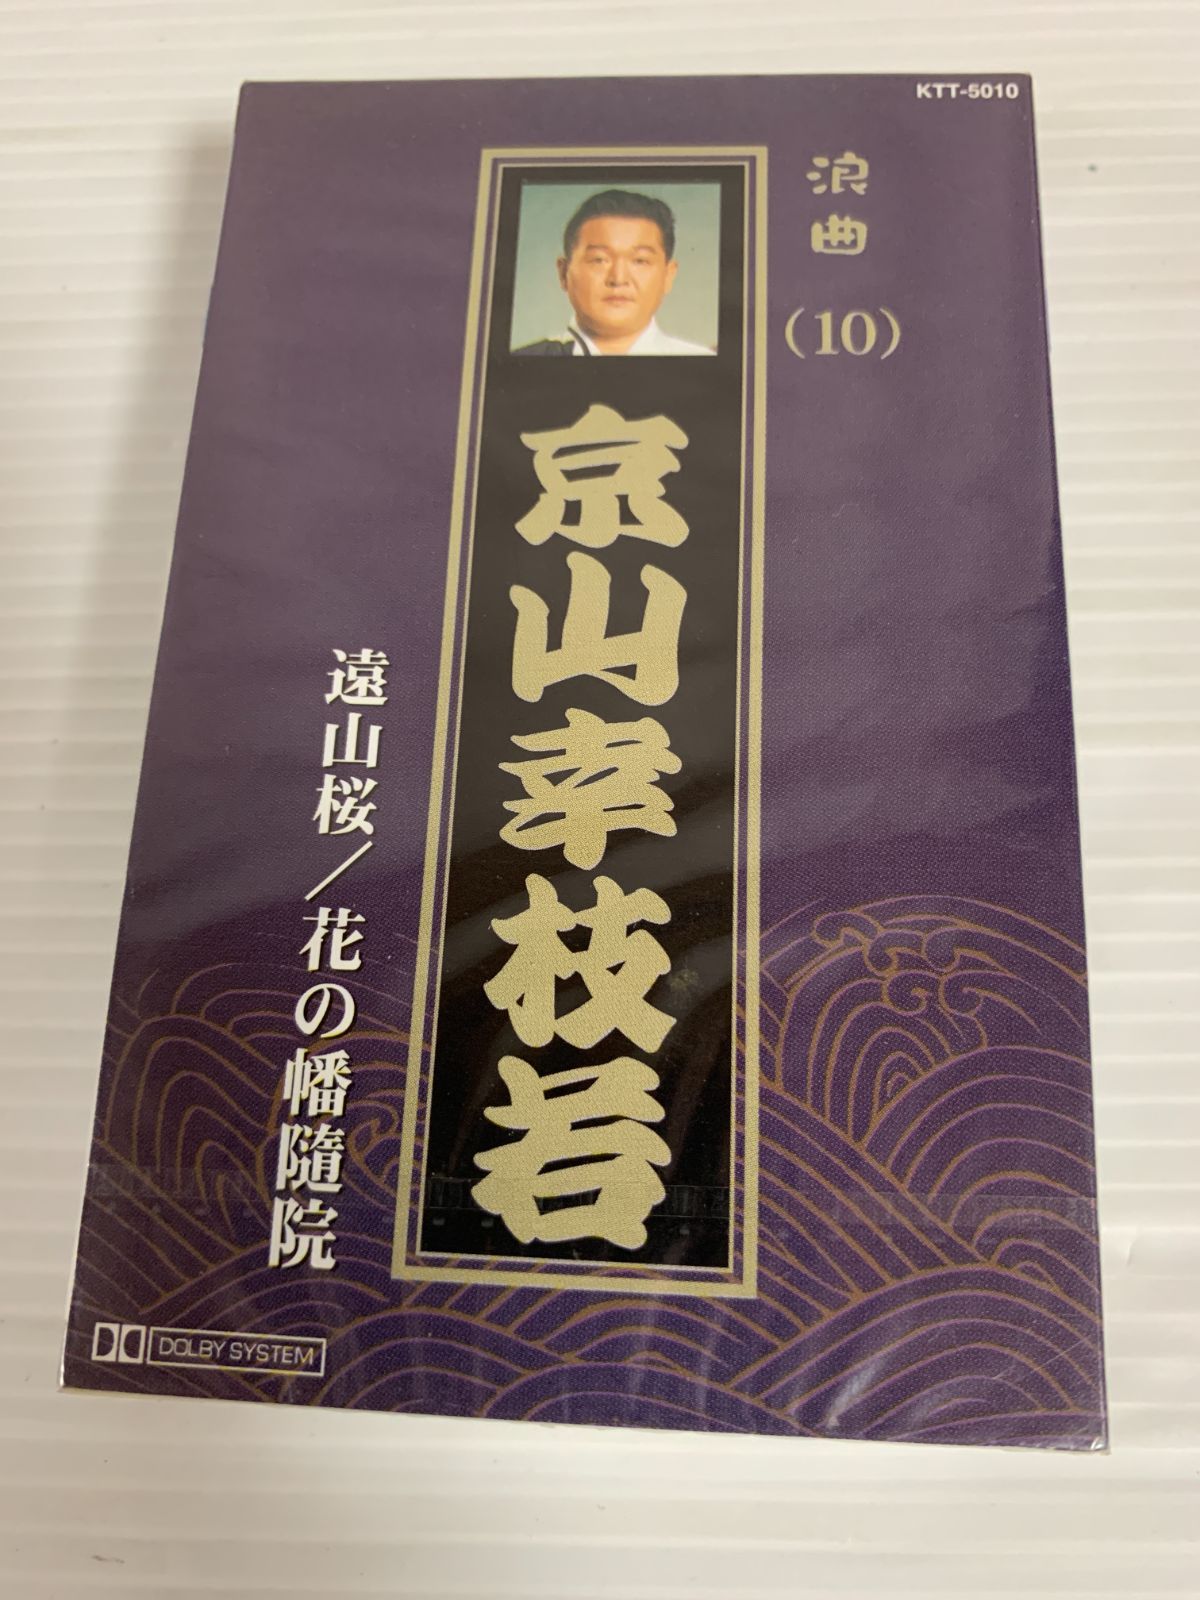 KTT-5010
浪曲
(10)
京山幸枝若
遠山桜/花の幡隨院
DOLBY SYSTEM